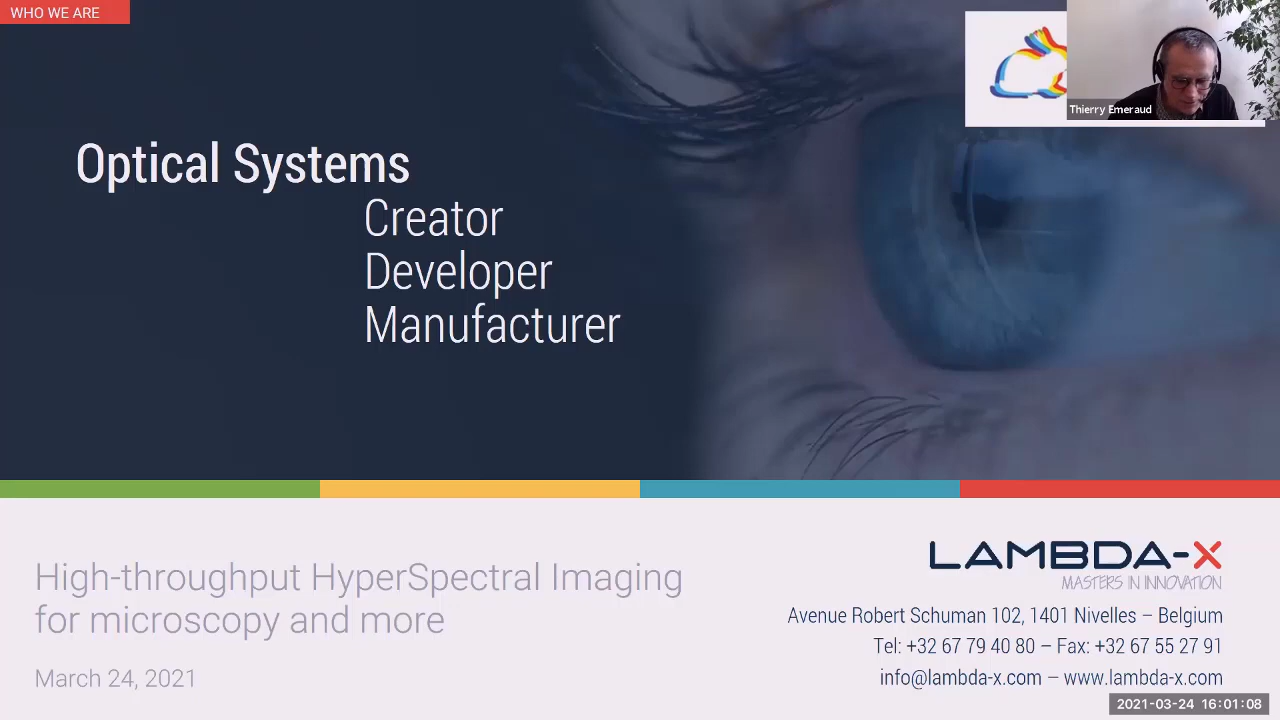 WHO WE ARE
Thierry Emeraud
Optical Systems
Creator
Developer
Manufacturer
High-throughput HyperSpectral Imaging
for microscopy and more
March 24, 2021
LAMBDA-X
MASTERS IN INNOVATION
Avenue Robert Schuman 102, 1401 Nivelles – Belgium
Tel: +32 67 79 40 80 – Fax: +32 67 55 27 91
info@lambda-x.com – www.lambda-x.com
2021-03-24 16:01:08